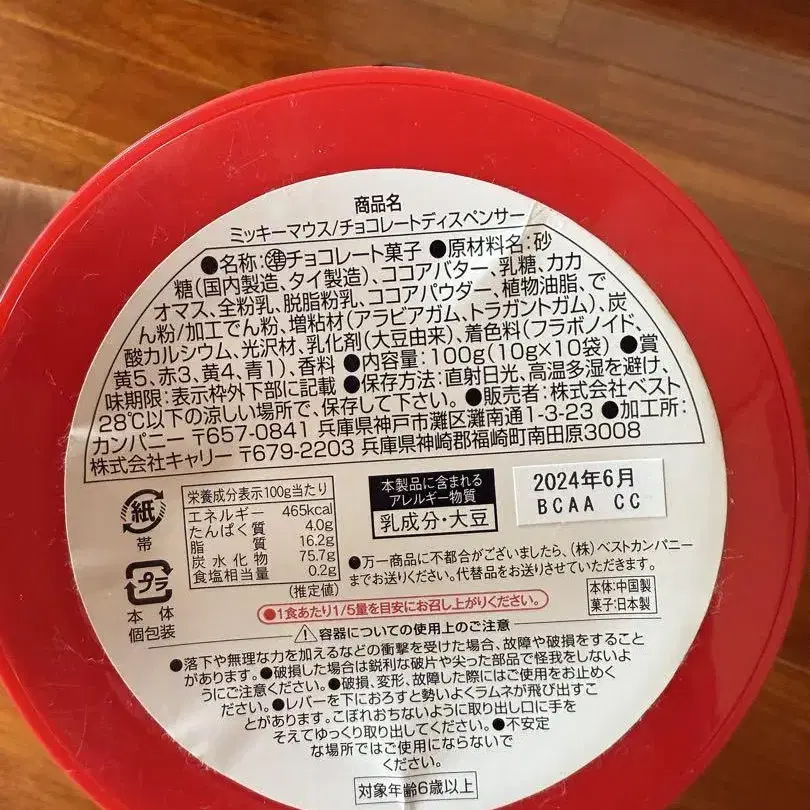 商品名
ミッキーマウス/チョコレートディスペンサー
●名称:㊣チョコレート菓子 ●原材料名:砂
糖(国内製造、タイ製造)、ココアバター、乳糖、カカ
オマス、全粉乳、脱脂粉乳、ココアパウダー、植物油脂、で
ん粉/加工でん粉、増粘材(アラビアガム、トラガントガム)、炭
酸カルシウム、光沢材、乳化剤(大豆由来)、着色料(フラボノイド、
黄5、赤3、黄4、青1)、香料 ●内容量:100g(10g×10袋) ●賞
味期限:表示枠外下部に記載 ●保存方法:直射日光、高温多湿を避け、
28℃以下の涼しい場所で、保存して下さい。 ●販売者:株式会社ベスト
カンパニー 〒657-0841 兵庫県神戸市灘区灘南通1-3-23 ●加工所:
株式会社キャリー 〒679-2203 兵庫県神崎郡福崎町南田原3008
紙
帯
プラ
本体
個包装
栄養成分表示100g当たり
エネルギー 465kcal
たんぱく質 4.0g
脂質 16.2g
炭水化物 75.7g
食塩相当量 0.2g
(推定値)
本製品に含まれる
アレルギー物質
乳成分・大豆
2024年6月
BCAA CC
●万一商品に不都合がございましたら、(株)ベストカンパニー
までお送りください。代替品をお送りさせていただきます。
本体:中国製
菓子:日本製
●1食あたり1/5量を目安にお召し上がりください。
⚠容器についての使用上のご注意
●落下や無理な力を加えるなどの衝撃を受けた場合、故障や破損をすること
があります。●破損した場合は鋭利な破片や尖った部品で怪我をしないよ
うにご注意ください。●破損、変形、故障した際にはご使用をお止めく
ださい。●レバーを下におろすと勢いよくラムネが飛び出すこ
とがあります。こぼれおちないように取り出し口に手を
そえてゆっくり取り出してください。●不安定
な場所ではご使用にならないで
ください。
対象年齢6歳以上